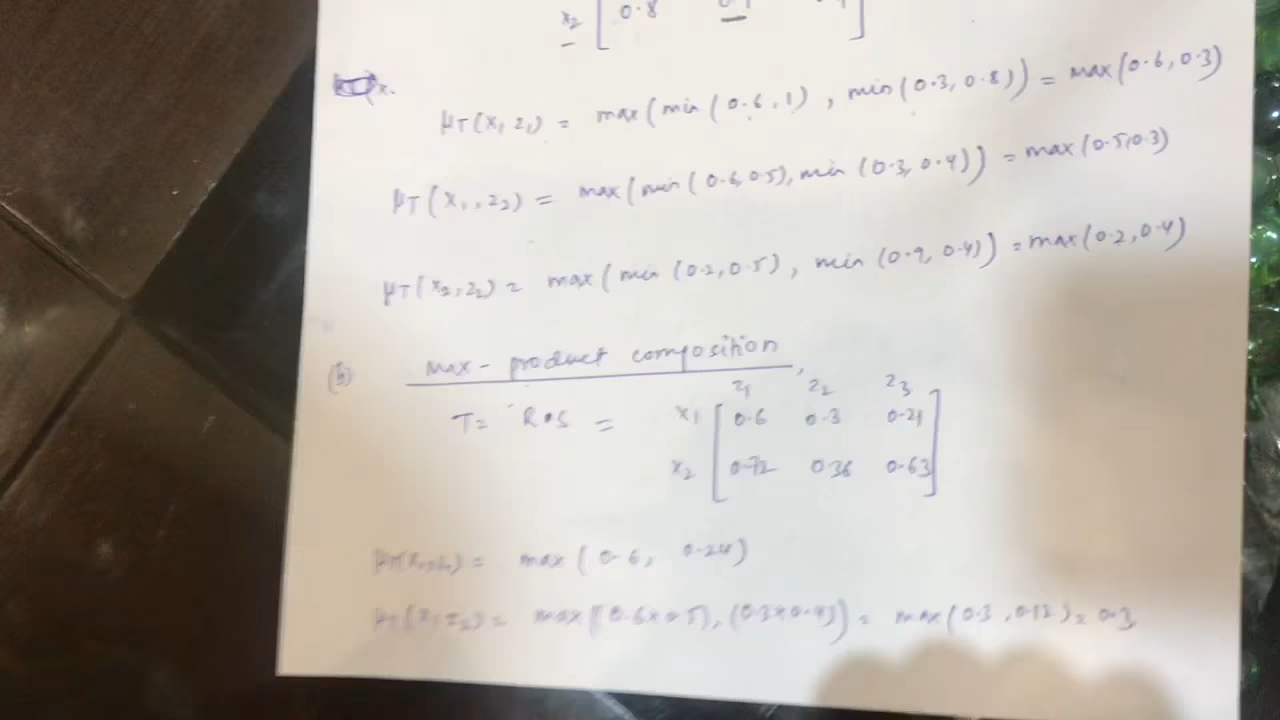 x₂ [ 0.8
μT(x₁, z₁) = max(min(0.6, 1), min(0.3, 0.8)) = max(0.6, 0.3)
μT(x₁, z₂) = max(min(0.6, 0.5), min(0.3, 0.4)) = max(0.5, 0.3)
μT(x₂, z₂) = max(min(0.2, 0.5), min(0.9, 0.4)) = max(0.2, 0.4)
(b) max-product composition
z₁ z₂ z₃
T = R∘S = x₁ [ 0.6 0.3 0.21 ]
x₂ [ 0.72 0.36 0.63 ]
= max(0.6, 0.24)
μT(x₁, z₂) = max((0.6×0.5), (0.3×0.4)) = max(0.3, 0.12) = 0.3